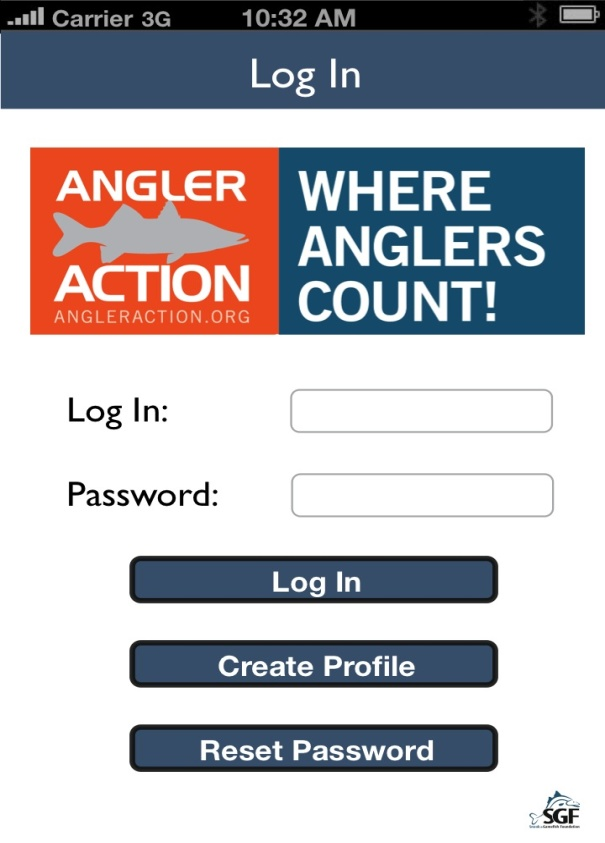 Carrier 3G 10:32 AM
Log In
ANGLER
ACTION
ANGLERACTION.ORG
WHERE
ANGLERS
COUNT!
Log In:
Password:
Log In
Create Profile
Reset Password
SGF